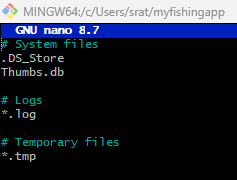 MINGW64:/c/Users/srat/myfishingapp
GNU nano 8.7
# System files
.DS_Store
Thumbs.db
# Logs
*.log
# Temporary files
*.tmp